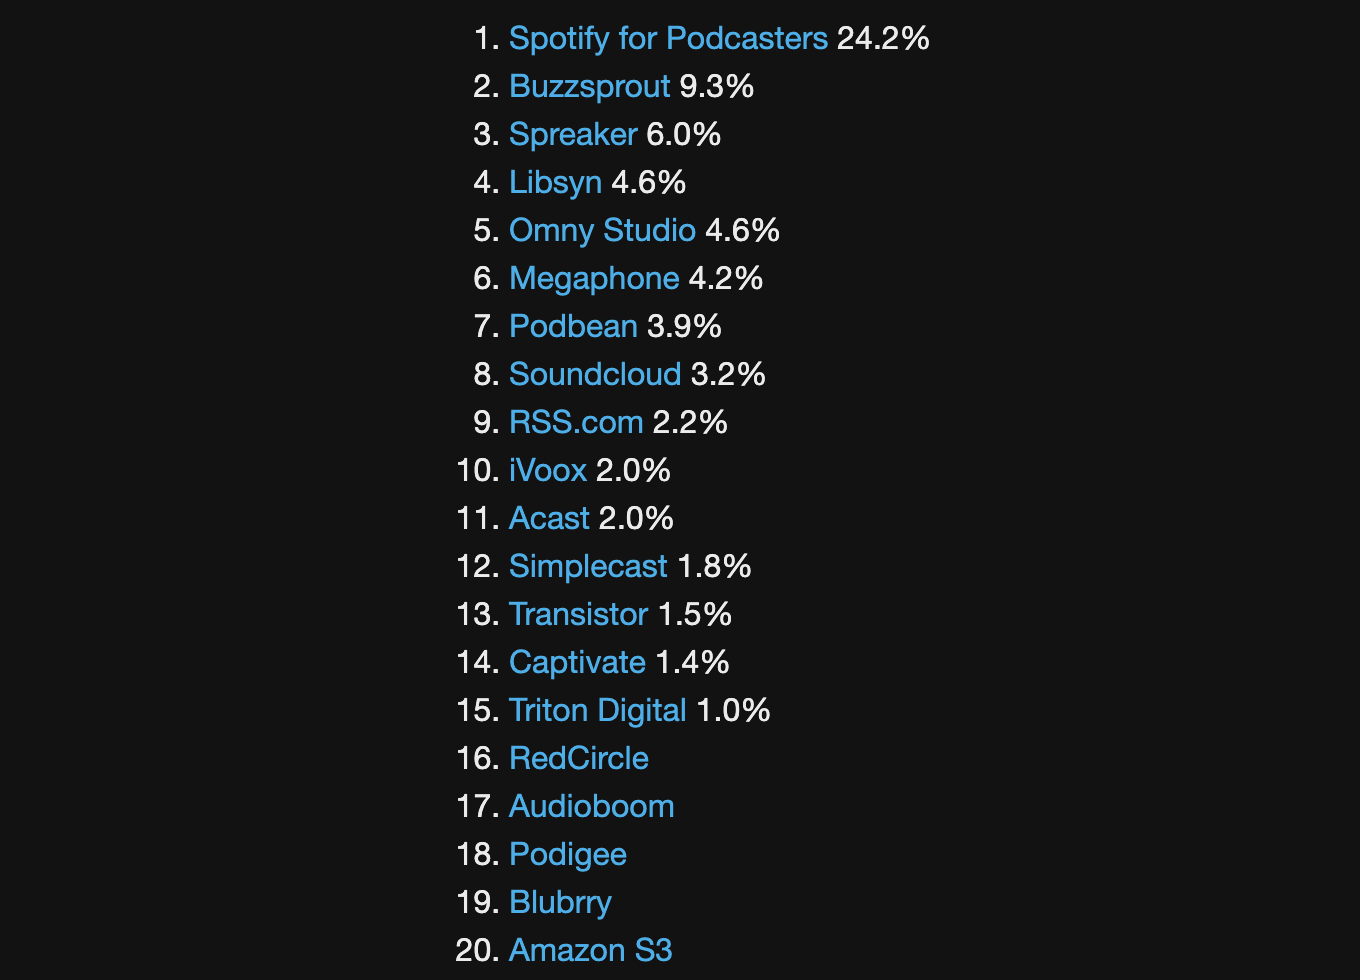 1. Spotify for Podcasters 24.2%
2. Buzzsprout 9.3%
3. Spreaker 6.0%
4. Libsyn 4.6%
5. Omny Studio 4.6%
6. Megaphone 4.2%
7. Podbean 3.9%
8. Soundcloud 3.2%
9. RSS.com 2.2%
10. iVoox 2.0%
11. Acast 2.0%
12. Simplecast 1.8%
13. Transistor 1.5%
14. Captivate 1.4%
15. Triton Digital 1.0%
16. RedCircle
17. Audioboom
18. Podigee
19. Blubrry
20. Amazon S3